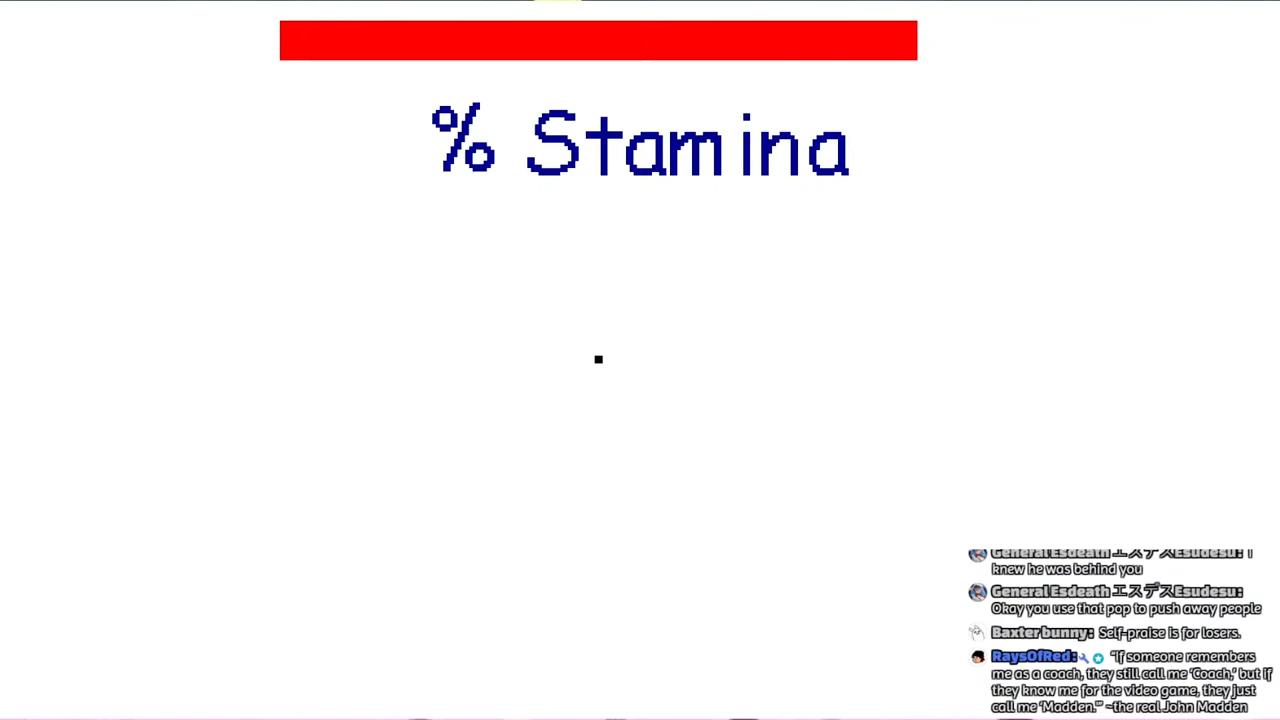 % Stamina
General Esdeath エスデスEsudesu: I
knew he was behind you
General Esdeath エスデスEsudesu:
Okay you use that pop to push away people
Baxterbunny: Self-praise is for losers.
RaysOfRed: "If someone remembers
me as a coach, they still call me 'Coach,' but if
they know me for the video game, they just
call me 'Madden.'" ~the real John Madden